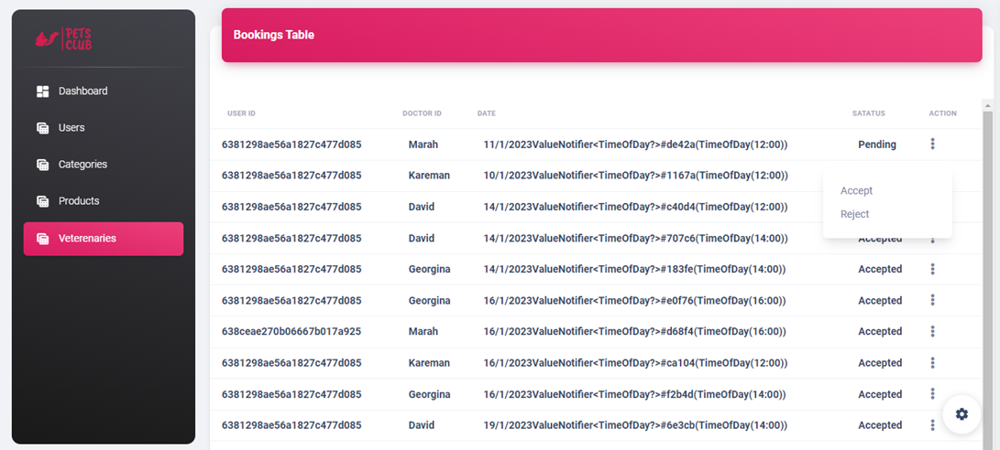 PETS
CLUB
Dashboard
Users
Categories
Products
Veterenaries
Bookings Table
USER ID DOCTOR ID DATE SATATUS ACTION
6381298ae56a1827c477d085 Marah 11/1/2023ValueNotifier<TimeOfDay?>#de42a(TimeOfDay(12:00)) Pending
6381298ae56a1827c477d085 Kareman 10/1/2023ValueNotifier<TimeOfDay?>#1167a(TimeOfDay(12:00))
Accept
6381298ae56a1827c477d085 David 14/1/2023ValueNotifier<TimeOfDay?>#c40d4(TimeOfDay(12:00))
Reject
6381298ae56a1827c477d085 David 14/1/2023ValueNotifier<TimeOfDay?>#707c6(TimeOfDay(14:00)) Accepted
6381298ae56a1827c477d085 Georgina 14/1/2023ValueNotifier<TimeOfDay?>#183fe(TimeOfDay(14:00)) Accepted
6381298ae56a1827c477d085 Georgina 16/1/2023ValueNotifier<TimeOfDay?>#e0f76(TimeOfDay(16:00)) Accepted
638ceae270b06667b017a925 Marah 16/1/2023ValueNotifier<TimeOfDay?>#d68f4(TimeOfDay(16:00)) Accepted
6381298ae56a1827c477d085 Kareman 16/1/2023ValueNotifier<TimeOfDay?>#ca104(TimeOfDay(12:00)) Accepted
6381298ae56a1827c477d085 Georgina 16/1/2023ValueNotifier<TimeOfDay?>#f2b4d(TimeOfDay(14:00)) Accepted
6381298ae56a1827c477d085 David 19/1/2023ValueNotifier<TimeOfDay?>#6e3cb(TimeOfDay(14:00)) Accepted